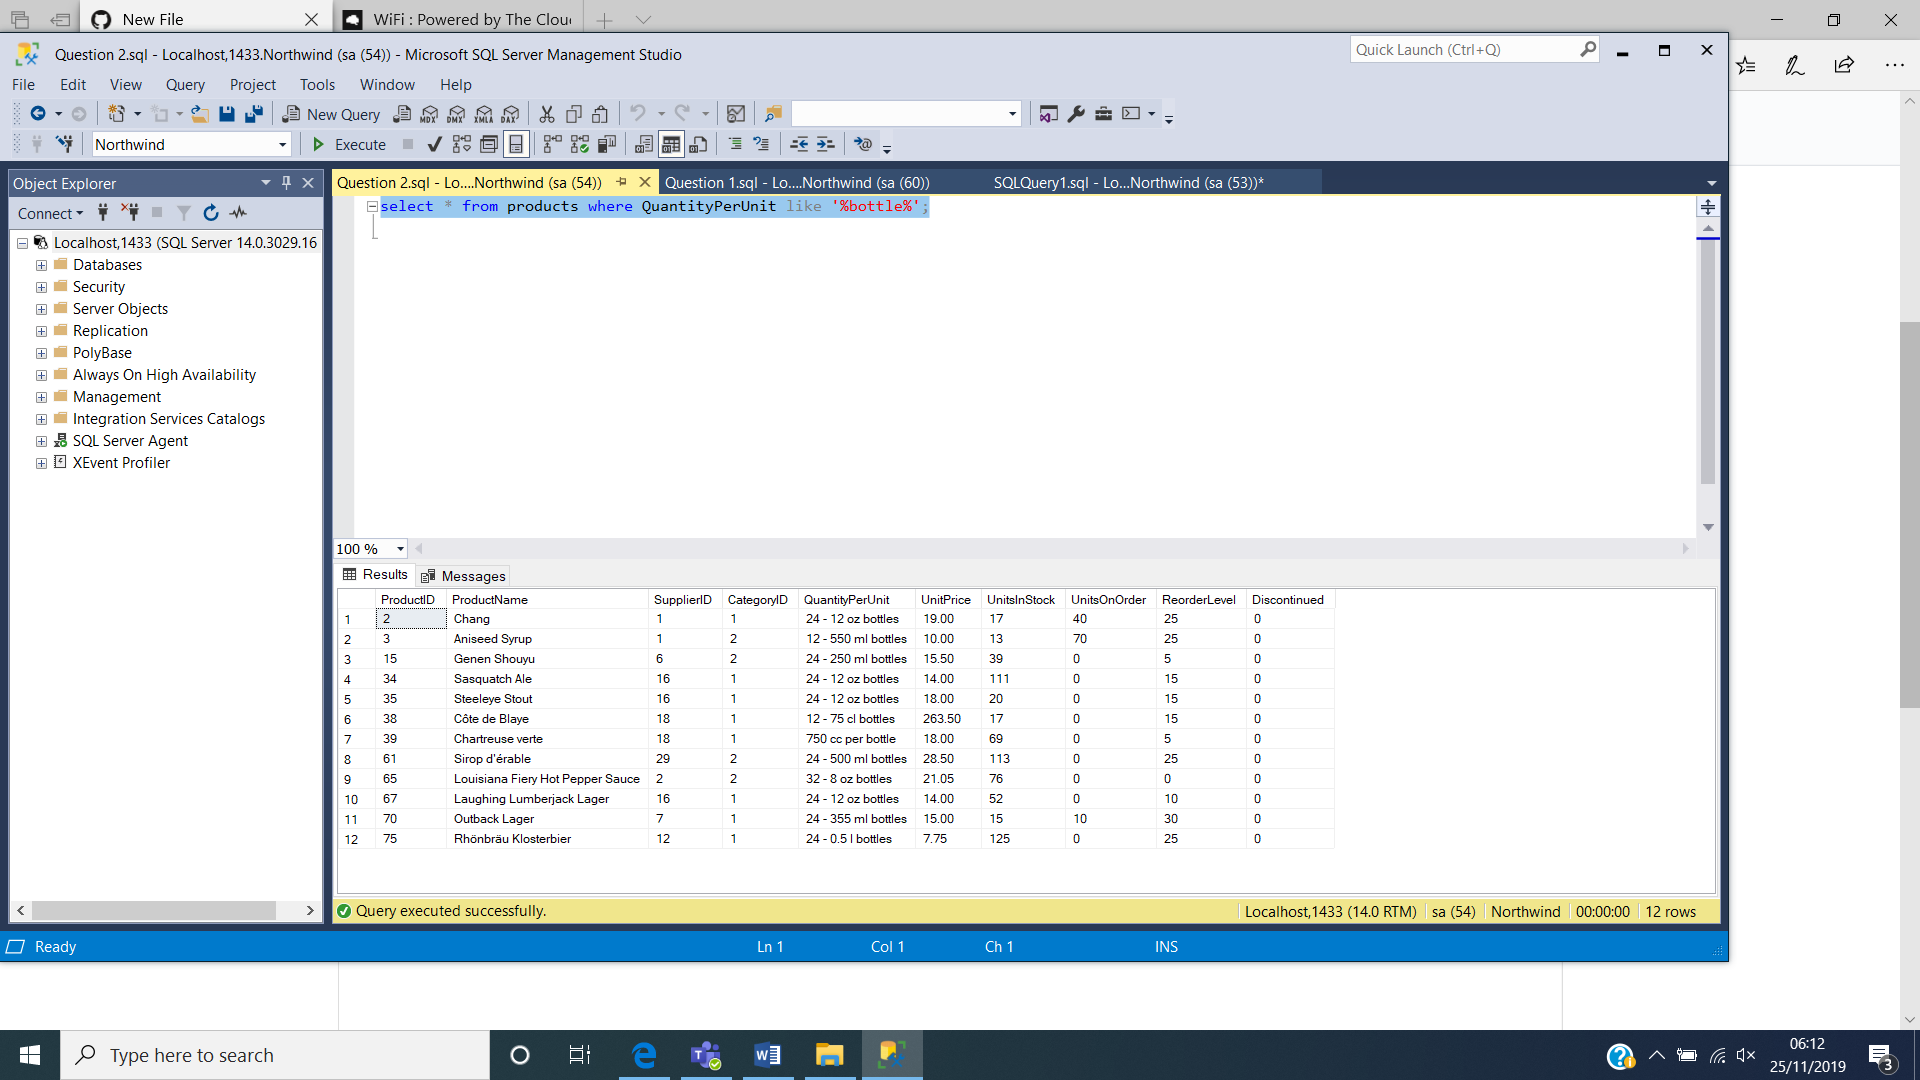 New File
WiFi : Powered by The Clou
Question 2.sql - Localhost,1433.Northwind (sa (54)) - Microsoft SQL Server Management Studio
Quick Launch (Ctrl+Q)
File Edit View Query Project Tools Window Help
New Query MDX DMX XMLA DAX
Northwind Execute
Object Explorer
Question 2.sql - Lo....Northwind (sa (54)) Question 1.sql - Lo....Northwind (sa (60)) SQLQuery1.sql - Lo...Northwind (sa (53))*
Connect
select * from products where QuantityPerUnit like '%bottle%';
Localhost,1433 (SQL Server 14.0.3029.16
Databases
Security
Server Objects
Replication
PolyBase
Always On High Availability
Management
Integration Services Catalogs
SQL Server Agent
XEvent Profiler
100 %
Results Messages
ProductID ProductName SupplierID CategoryID QuantityPerUnit UnitPrice UnitsInStock UnitsOnOrder ReorderLevel Discontinued
1 2 Chang 1 1 24 - 12 oz bottles 19.00 17 40 25 0
2 3 Aniseed Syrup 1 2 12 - 550 ml bottles 10.00 13 70 25 0
3 15 Genen Shouyu 6 2 24 - 250 ml bottles 15.50 39 0 5 0
4 34 Sasquatch Ale 16 1 24 - 12 oz bottles 14.00 111 0 15 0
5 35 Steeleye Stout 16 1 24 - 12 oz bottles 18.00 20 0 15 0
6 38 Côte de Blaye 18 1 12 - 75 cl bottles 263.50 17 0 15 0
7 39 Chartreuse verte 18 1 750 cc per bottle 18.00 69 0 5 0
8 61 Sirop d'érable 29 2 24 - 500 ml bottles 28.50 113 0 25 0
9 65 Louisiana Fiery Hot Pepper Sauce 2 2 32 - 8 oz bottles 21.05 76 0 0 0
10 67 Laughing Lumberjack Lager 16 1 24 - 12 oz bottles 14.00 52 0 10 0
11 70 Outback Lager 7 1 24 - 355 ml bottles 15.00 15 10 30 0
12 75 Rhönbräu Klosterbier 12 1 24 - 0.5 l bottles 7.75 125 0 25 0
Query executed successfully. Localhost,1433 (14.0 RTM) sa (54) Northwind 00:00:00 12 rows
Ready Ln 1 Col 1 Ch 1 INS
Type here to search
06:12
25/11/2019
3